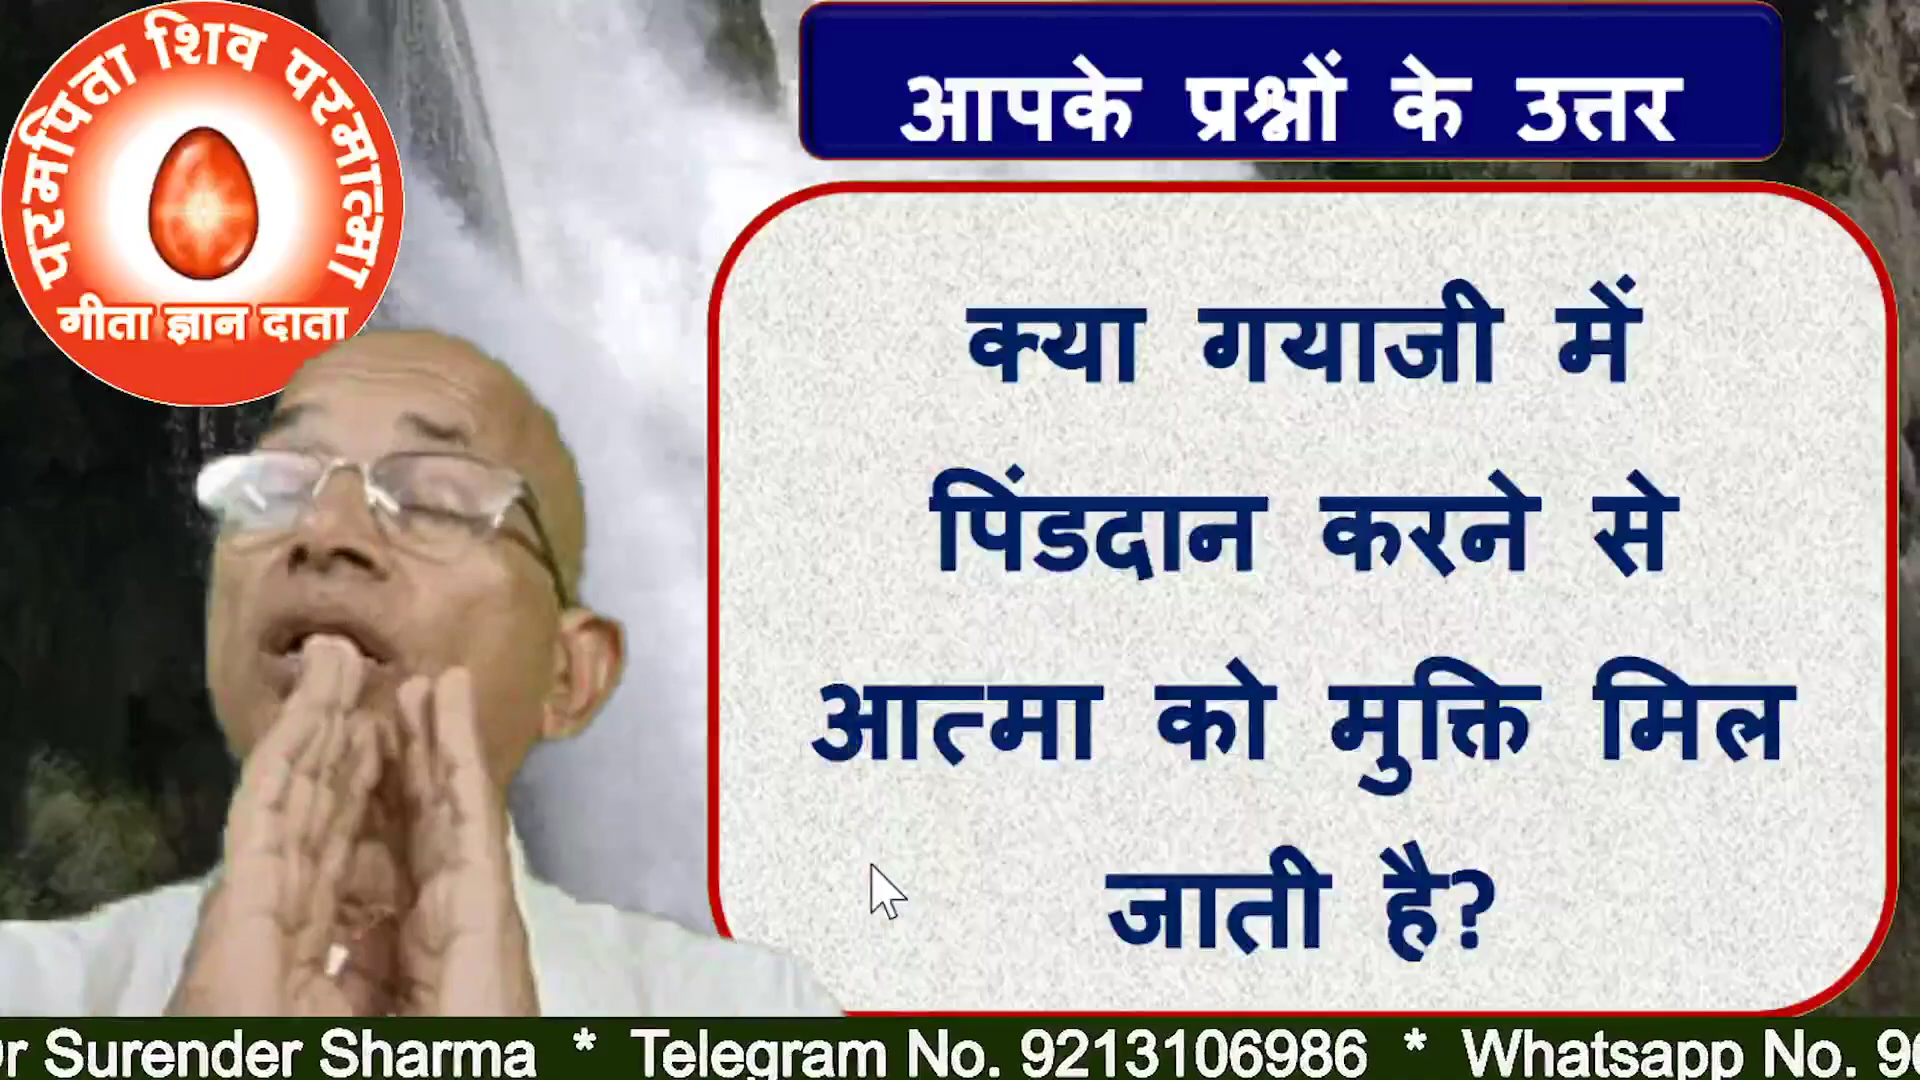 परमपिता शिव परमात्मा
गीता ज्ञान दाता
आपके प्रश्नों के उत्तर
क्या गयाजी में
पिंडदान करने से
आत्मा को मुक्ति मिल
जाती है?
Surender Sharma * Telegram No. 9213106986 * Whatsapp No.